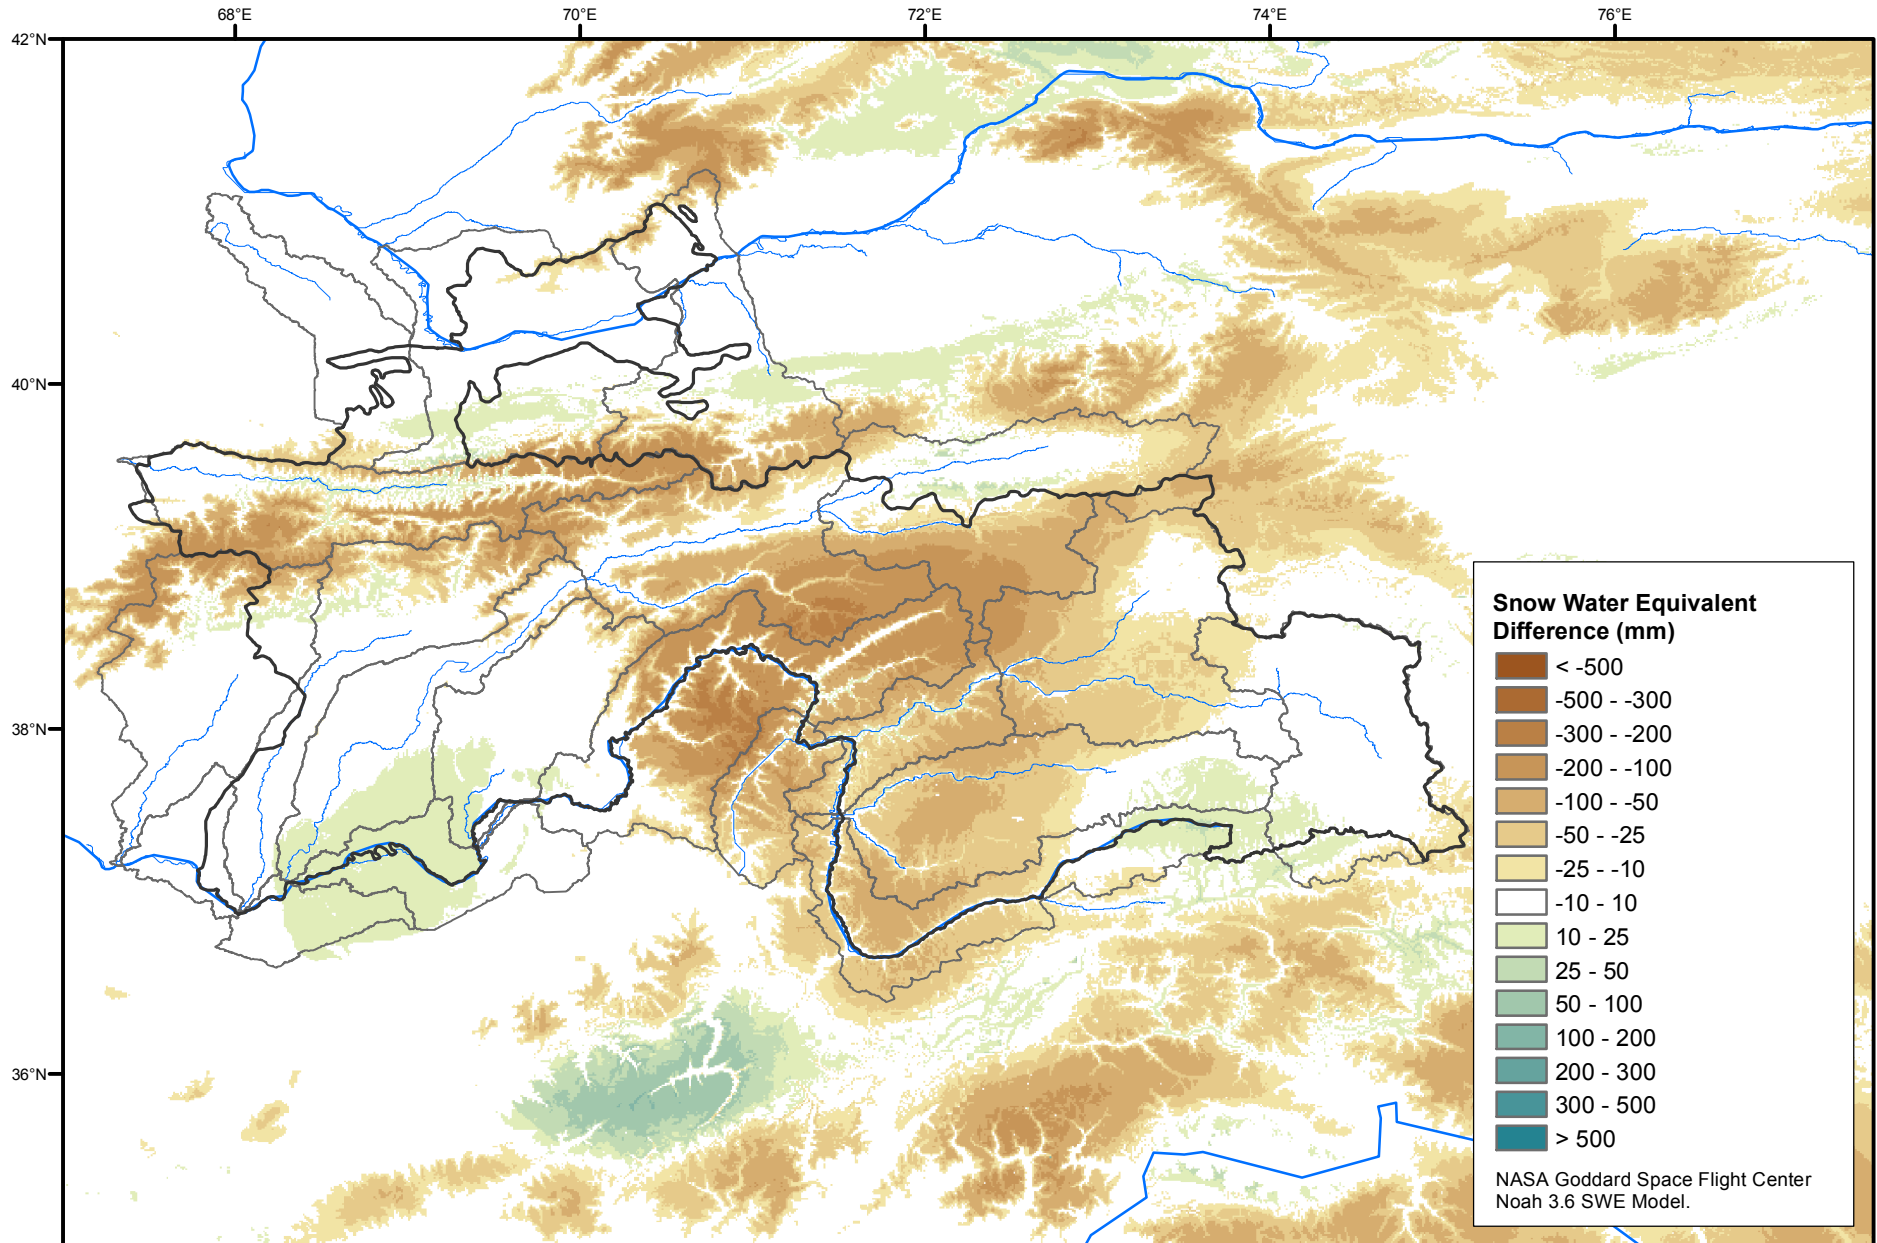 68°E 70°E 72°E 74°E 76°E
42°N
40°N
38°N
36°N
Snow Water Equivalent
Difference (mm)
< -500
-500 - -300
-300 - -200
-200 - -100
-100 - -50
-50 - -25
-25 - -10
-10 - 10
10 - 25
25 - 50
50 - 100
100 - 200
200 - 300
300 - 500
> 500
NASA Goddard Space Flight Center
Noah 3.6 SWE Model.